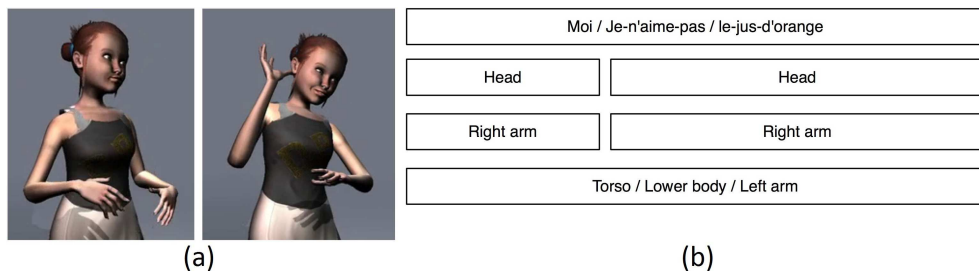 Moi / Je-n'aime-pas / le-jus-d'orange
Head Head
Right arm Right arm
Torso / Lower body / Left arm
(a) (b)